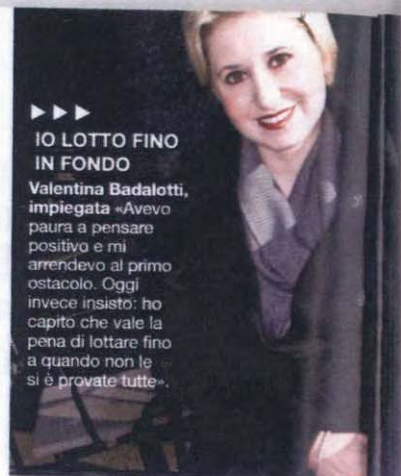 ►►►
IO LOTTO FINO
IN FONDO
Valentina Badalotti,
impiegata «Avevo
paura a pensare
positivo e mi
arrendevo al primo
ostacolo. Oggi
invece insisto: ho
capito che vale la
pena di lottare fino
a quando non le
si è provate tutte».